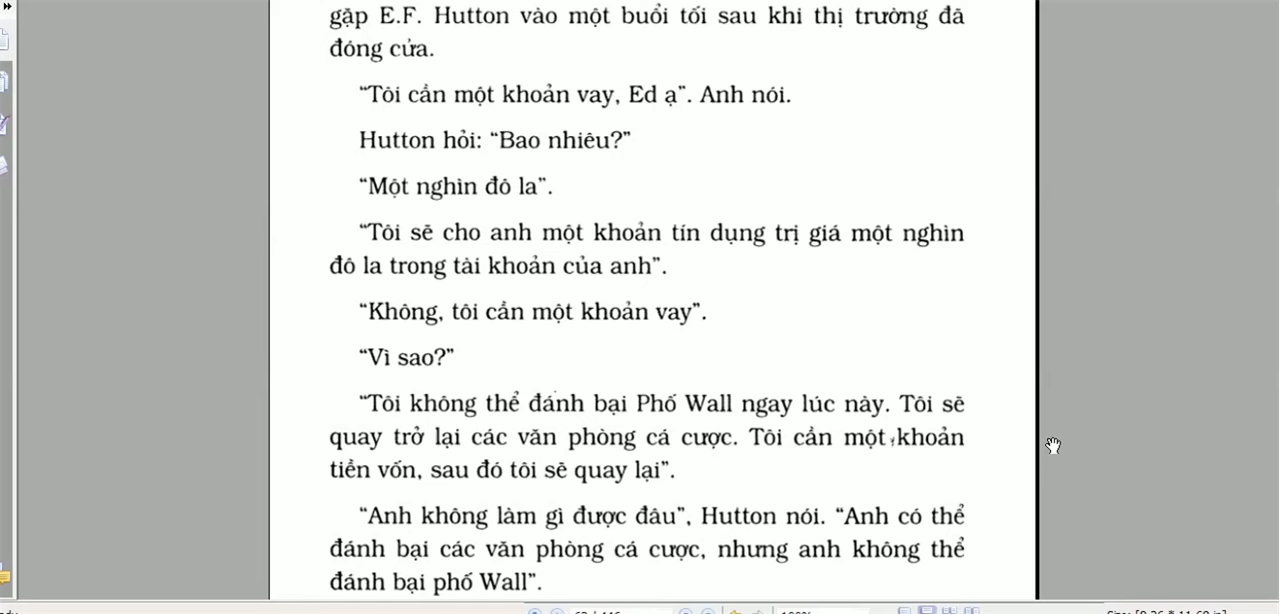 gặp E.F. Hutton vào một buổi tối sau khi thị trường đã
đóng cửa.
“Tôi cần một khoản vay, Ed ạ”. Anh nói.
Hutton hỏi: “Bao nhiêu?”
“Một nghìn đô la”.
“Tôi sẽ cho anh một khoản tín dụng trị giá một nghìn
đô la trong tài khoản của anh”.
“Không, tôi cần một khoản vay”.
“Vì sao?”
“Tôi không thể đánh bại Phố Wall ngay lúc này. Tôi sẽ
quay trở lại các văn phòng cá cược. Tôi cần một khoản
tiền vốn, sau đó tôi sẽ quay lại”.
“Anh không làm gì được đâu”, Hutton nói. “Anh có thể
đánh bại các văn phòng cá cược, nhưng anh không thể
đánh bại phố Wall”.